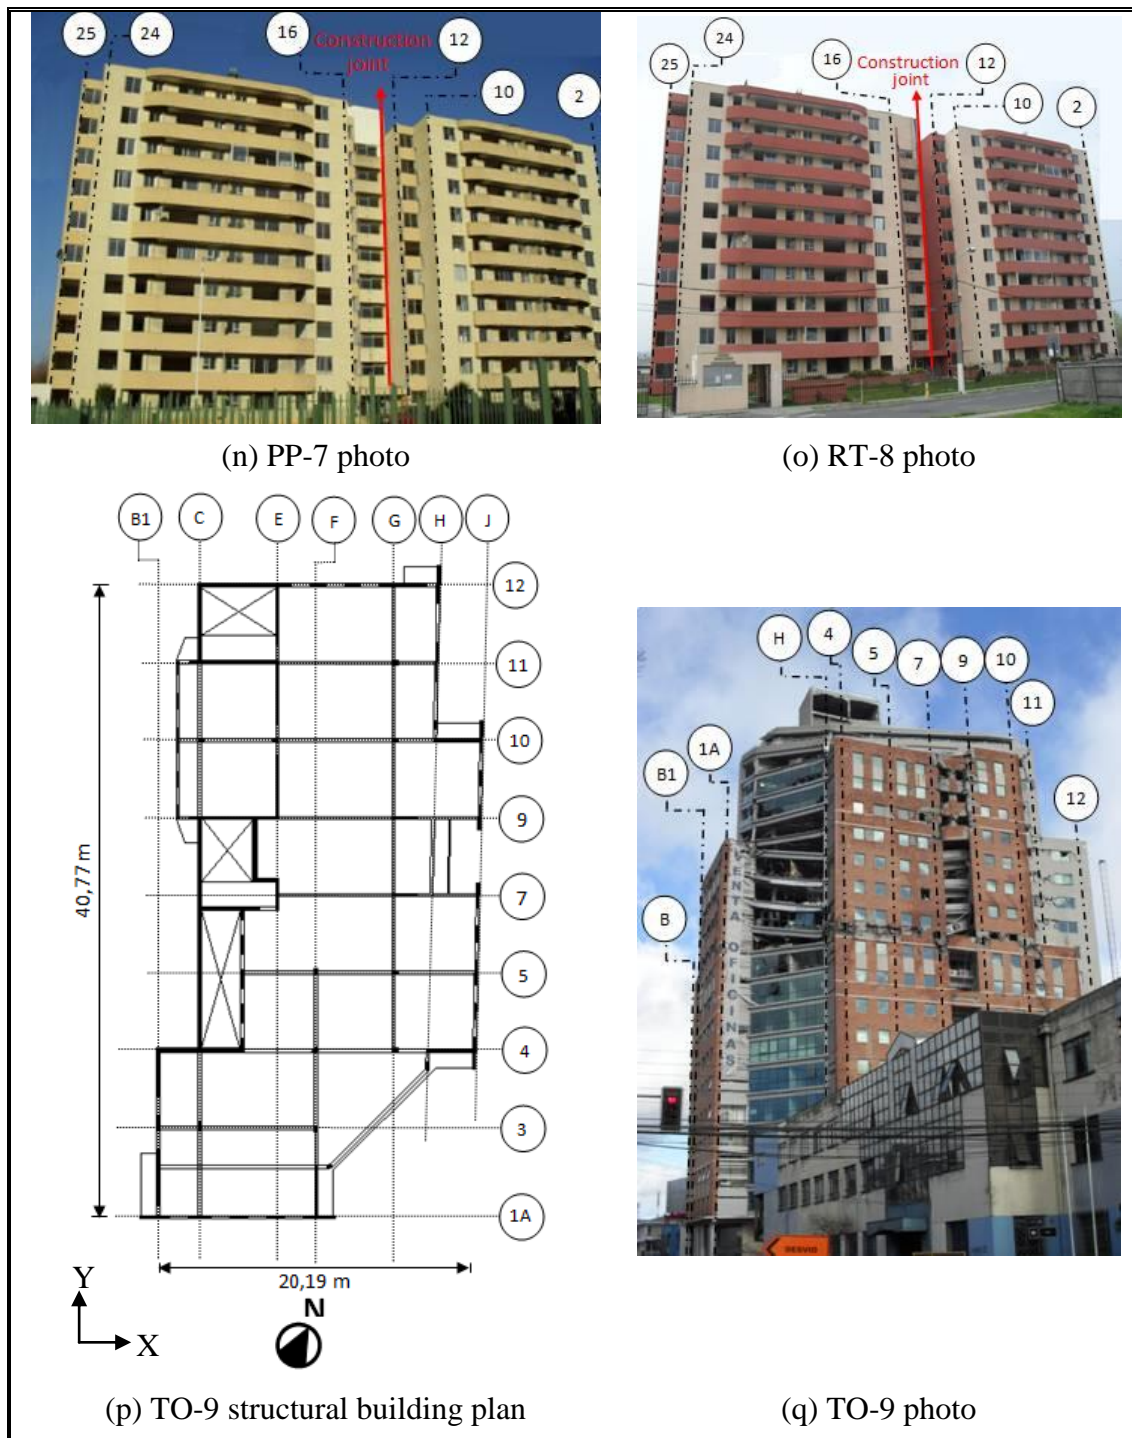 25
24
16
Construction
joint
12
10
2
24
25
16
Construction
joint
12
10
2
(n) PP-7 photo
(o) RT-8 photo
B1
C
E
F
G
H
J
12
11
10
9
7
5
4
3
1A
40,77 m
20,19 m
Y
X
N
H
4
5
7
9
10
11
1A
B1
12
B
VENTA OFICINAS
DESVIO
(p) TO-9 structural building plan
(q) TO-9 photo